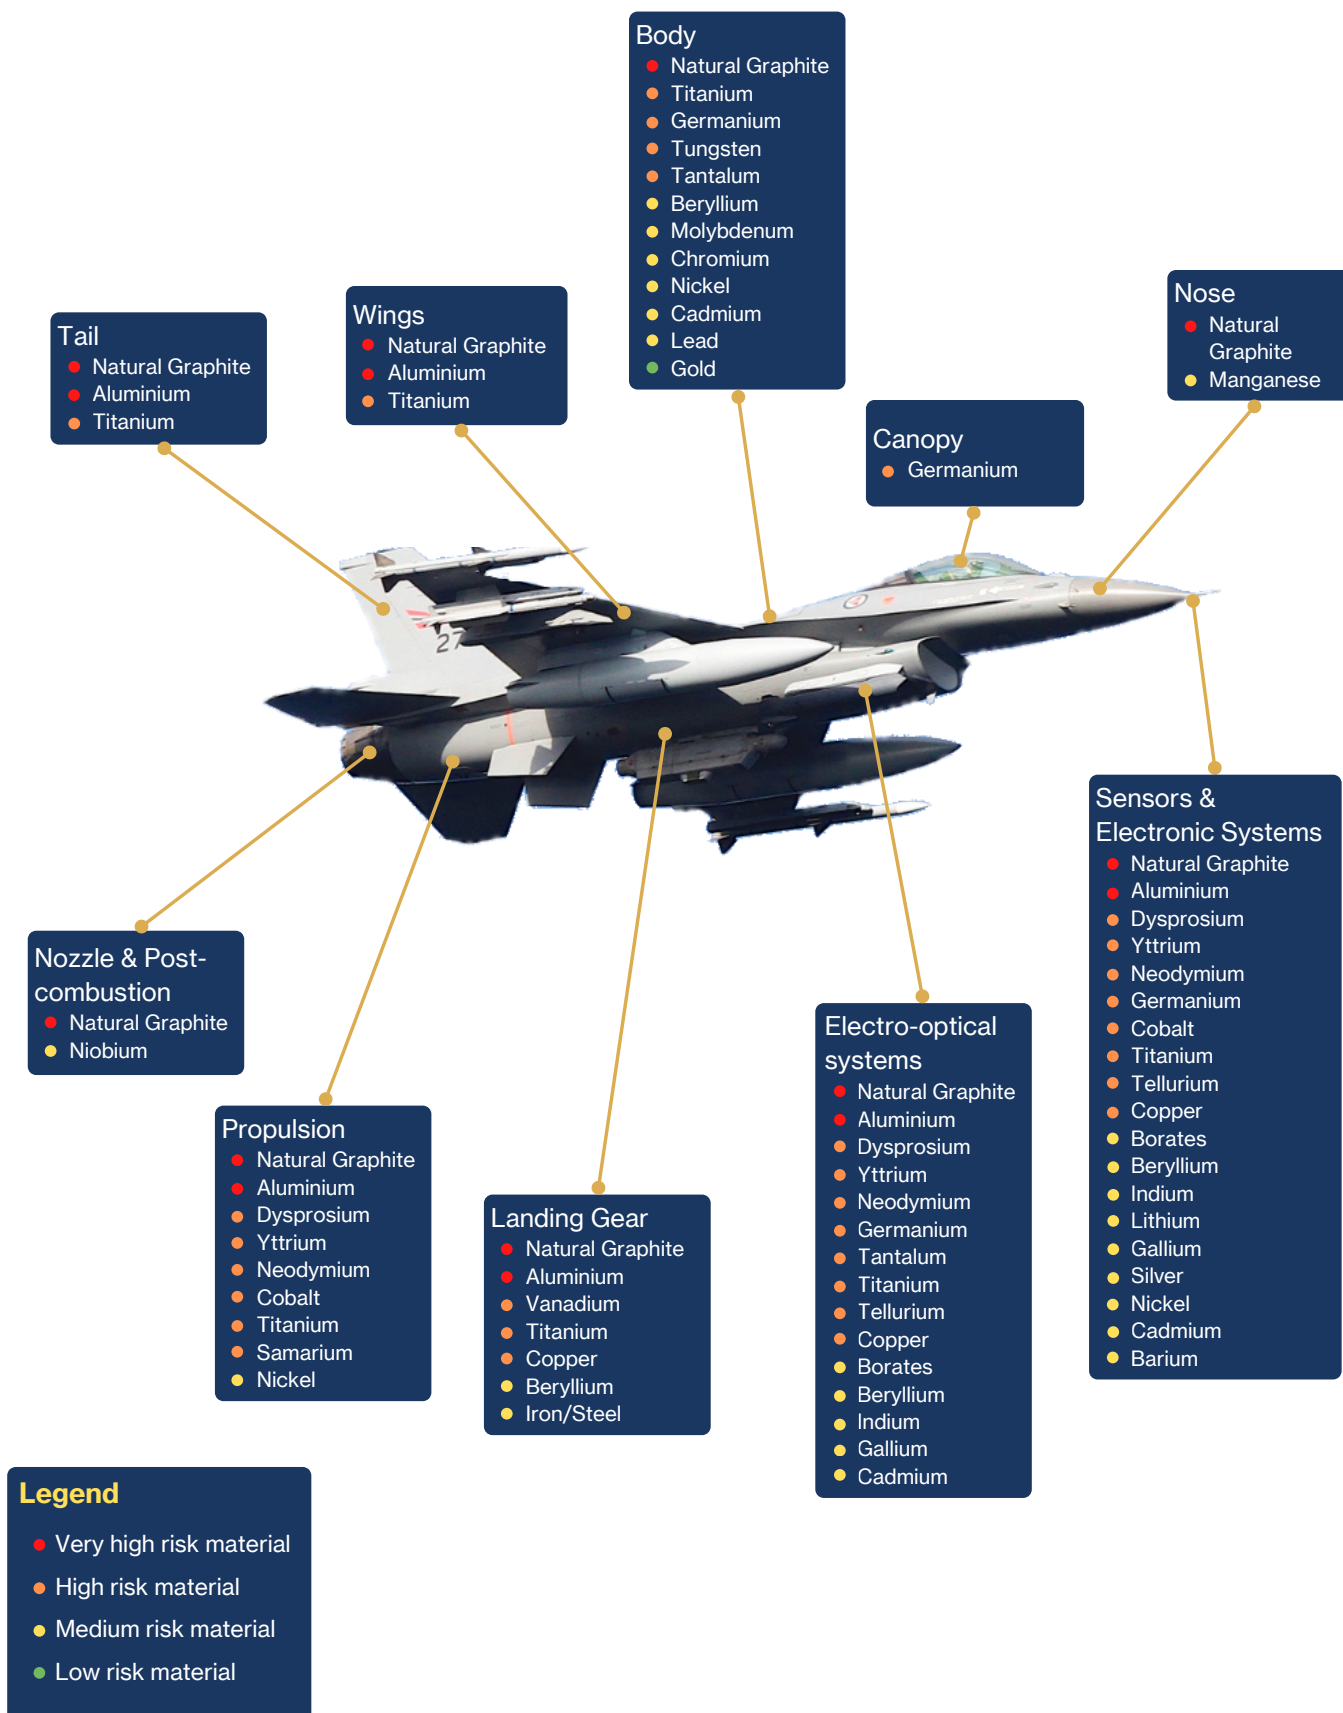 Body
Natural Graphite
Titanium
Germanium
Tungsten
Tantalum
Beryllium
Molybdenum
Chromium
Nickel
Cadmium
Lead
Gold
Nose
Natural
Graphite
Manganese
Wings
Natural Graphite
Aluminium
Titanium
Tail
Natural Graphite
Aluminium
Titanium
Canopy
Germanium
27
Sensors &
Electronic Systems
Natural Graphite
Aluminium
Dysprosium
Yttrium
Neodymium
Germanium
Cobalt
Titanium
Tellurium
Copper
Borates
Beryllium
Indium
Lithium
Gallium
Silver
Nickel
Cadmium
Barium
Nozzle & Post-
combustion
Natural Graphite
Niobium
Electro-optical
systems
Natural Graphite
Aluminium
Dysprosium
Yttrium
Neodymium
Germanium
Tantalum
Titanium
Tellurium
Copper
Borates
Beryllium
Indium
Gallium
Cadmium
Propulsion
Natural Graphite
Aluminium
Dysprosium
Yttrium
Neodymium
Cobalt
Titanium
Samarium
Nickel
Landing Gear
Natural Graphite
Aluminium
Vanadium
Titanium
Copper
Beryllium
Iron/Steel
Legend
Very high risk material
High risk material
Medium risk material
Low risk material